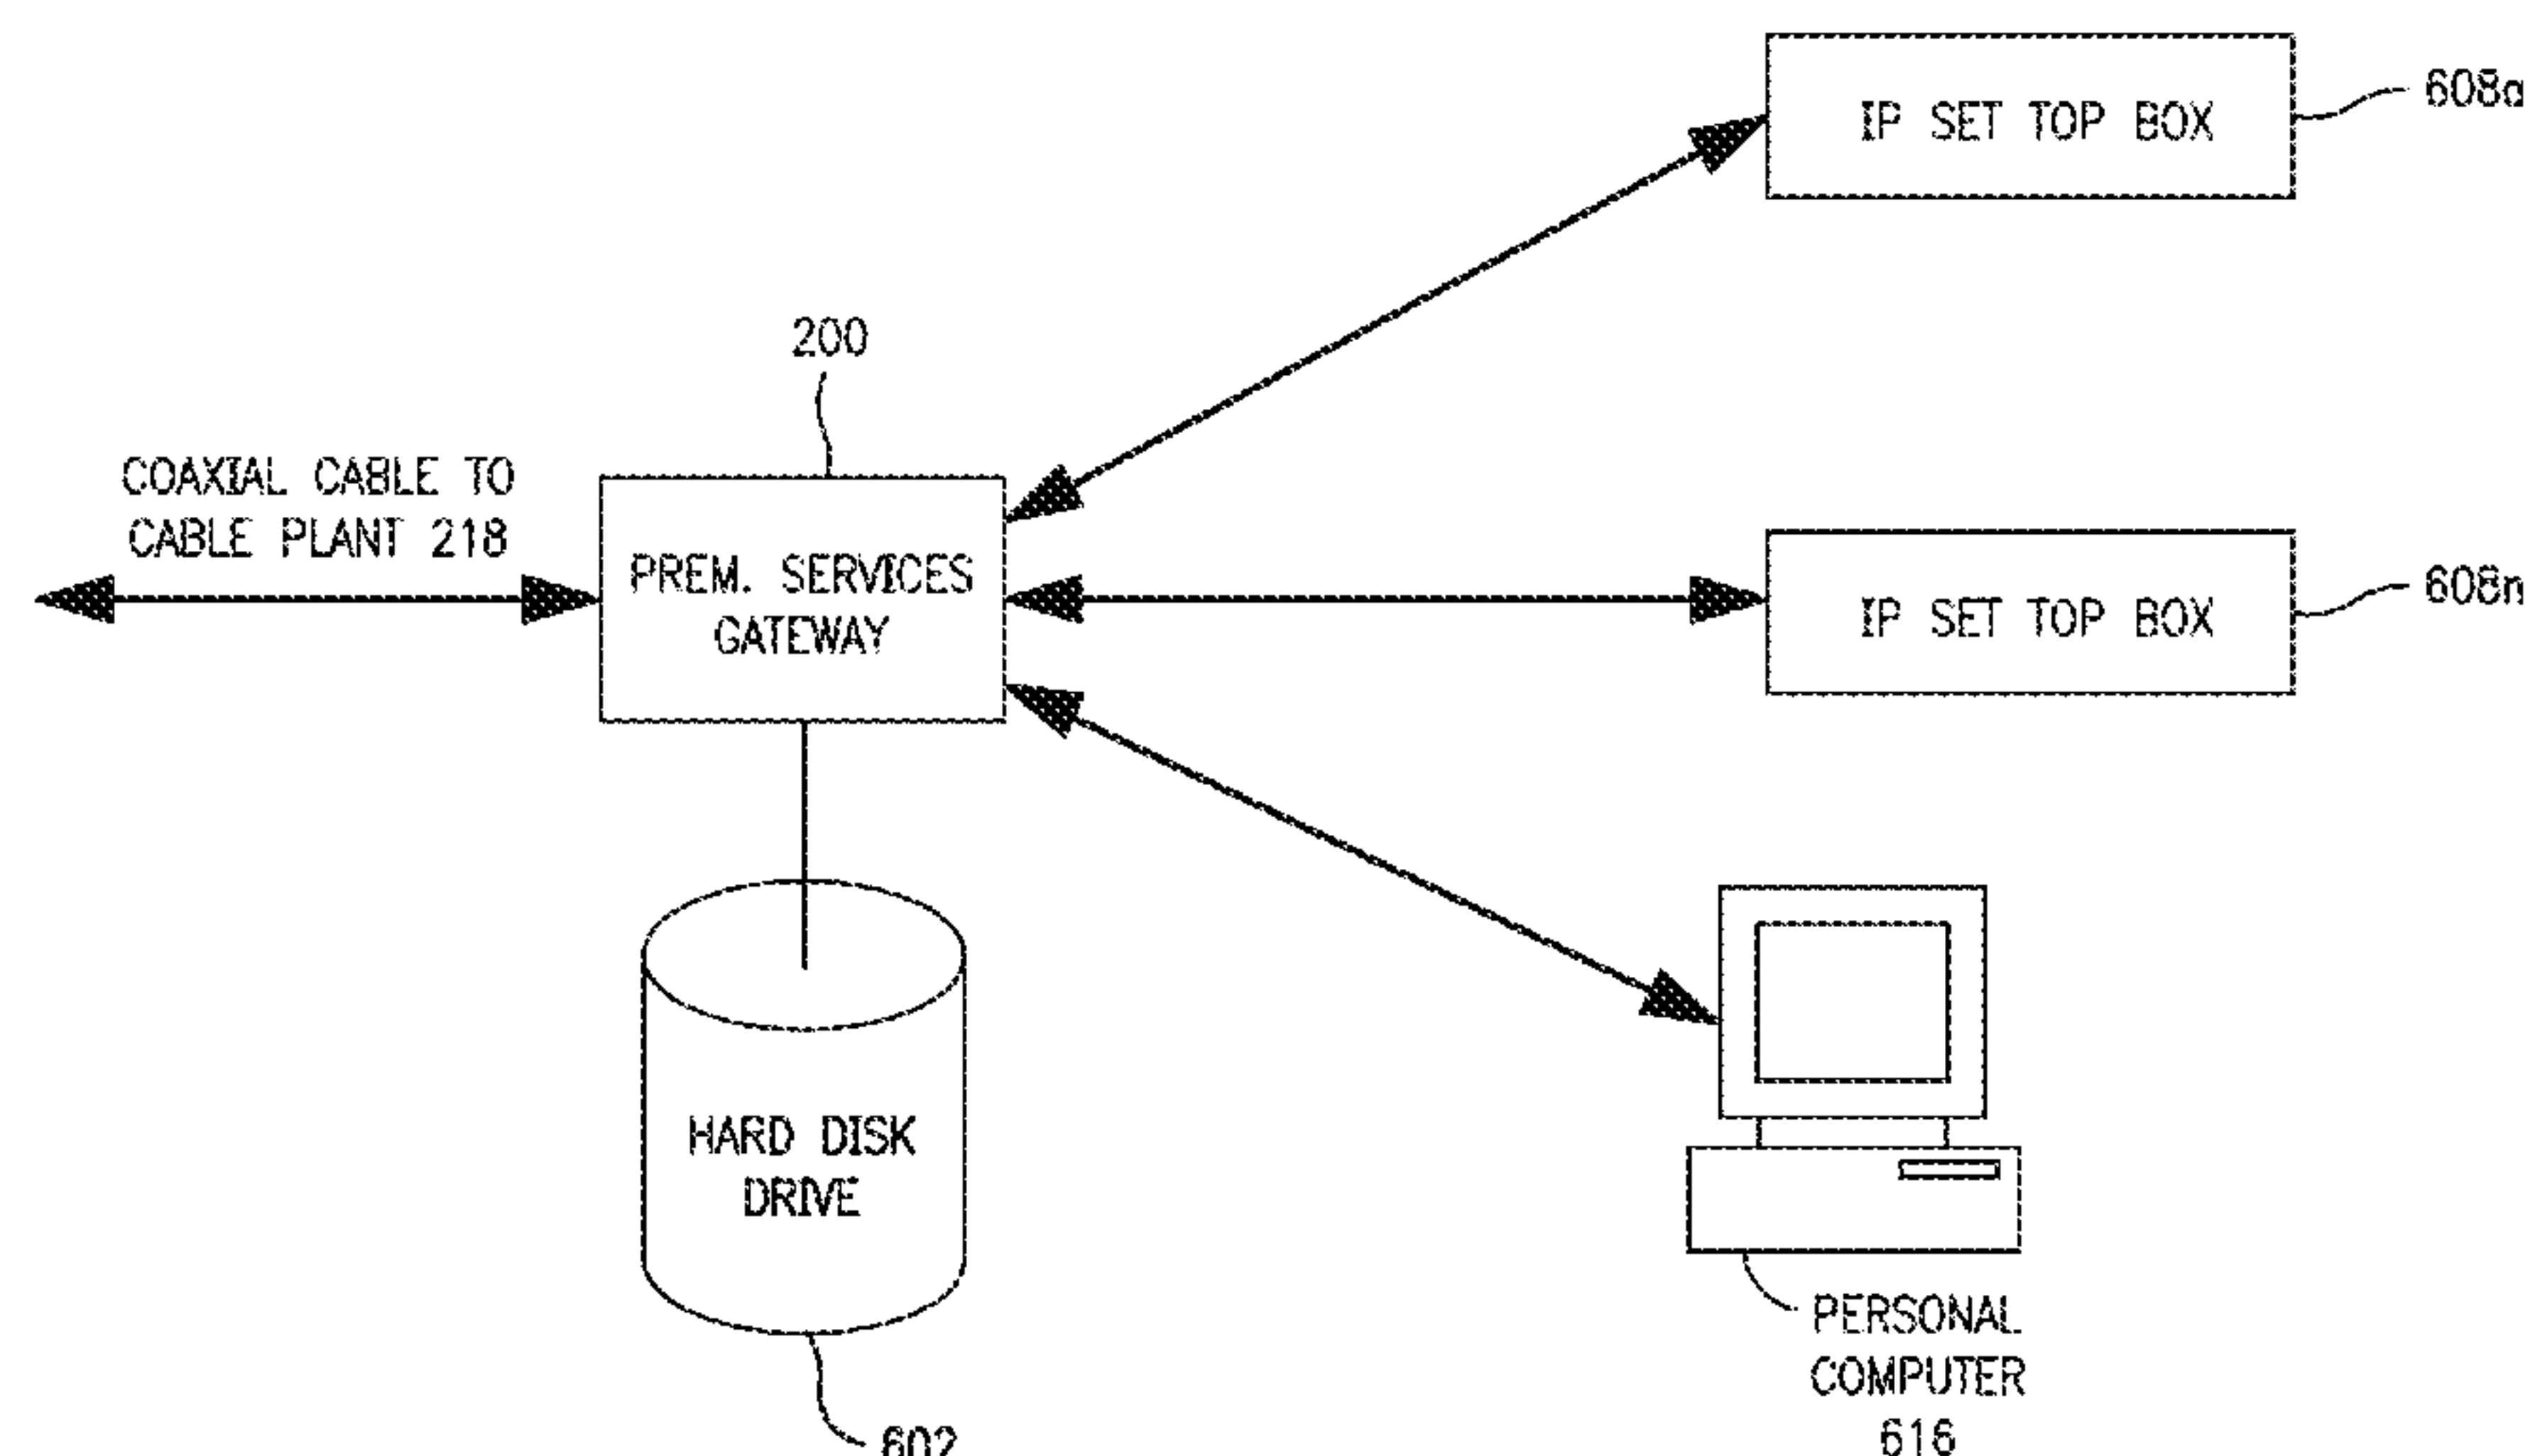 IP SET TOP BOX
608a
200
COAXIAL CABLE TO
CABLE PLANT 218
PREM. SERVICES
GATEWAY
IP SET TOP BOX
608n
HARD DISK
DRIVE
602
PERSONAL
COMPUTER
616